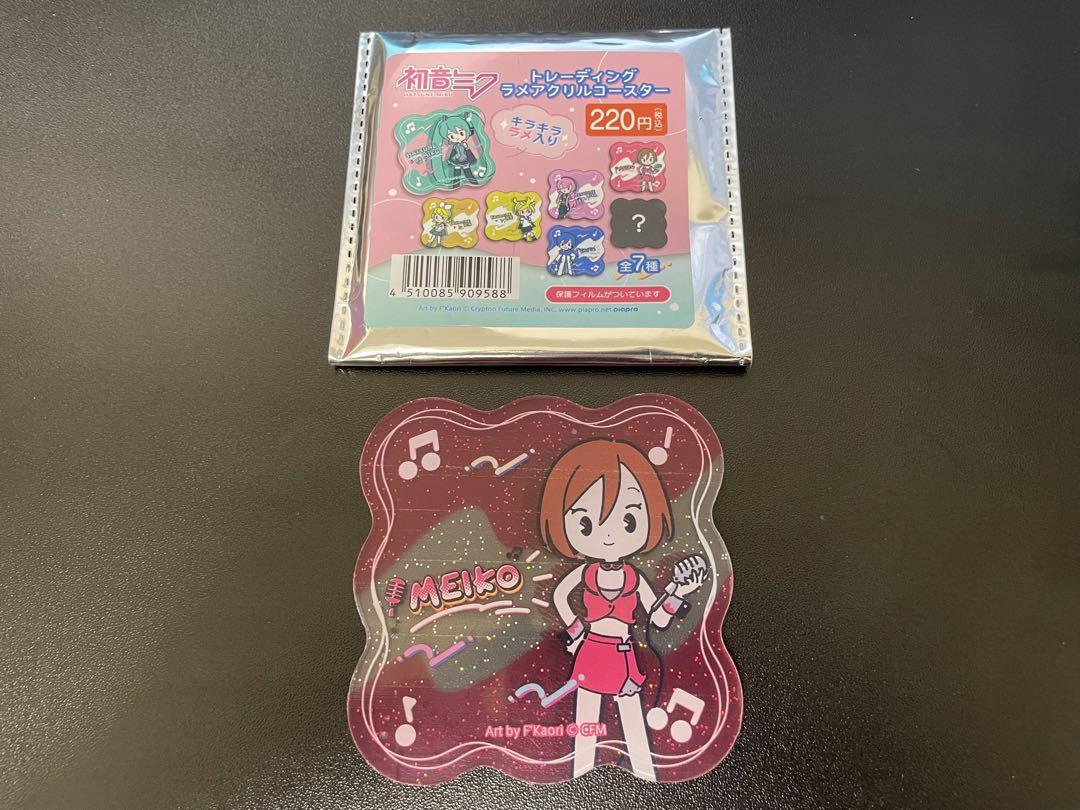 初音ミク
HATSUNE MIKU
トレーディング
ラメアクリルコースター
220円(税込)
キラキラ
ラメ入り
?
全7種
4 510085 909588
保護フィルムがついています
Art by F*Kaori © Crypton Future Media, INC. www.piapro.net piapro
MEIKO
Art by F*Kaori © CFM